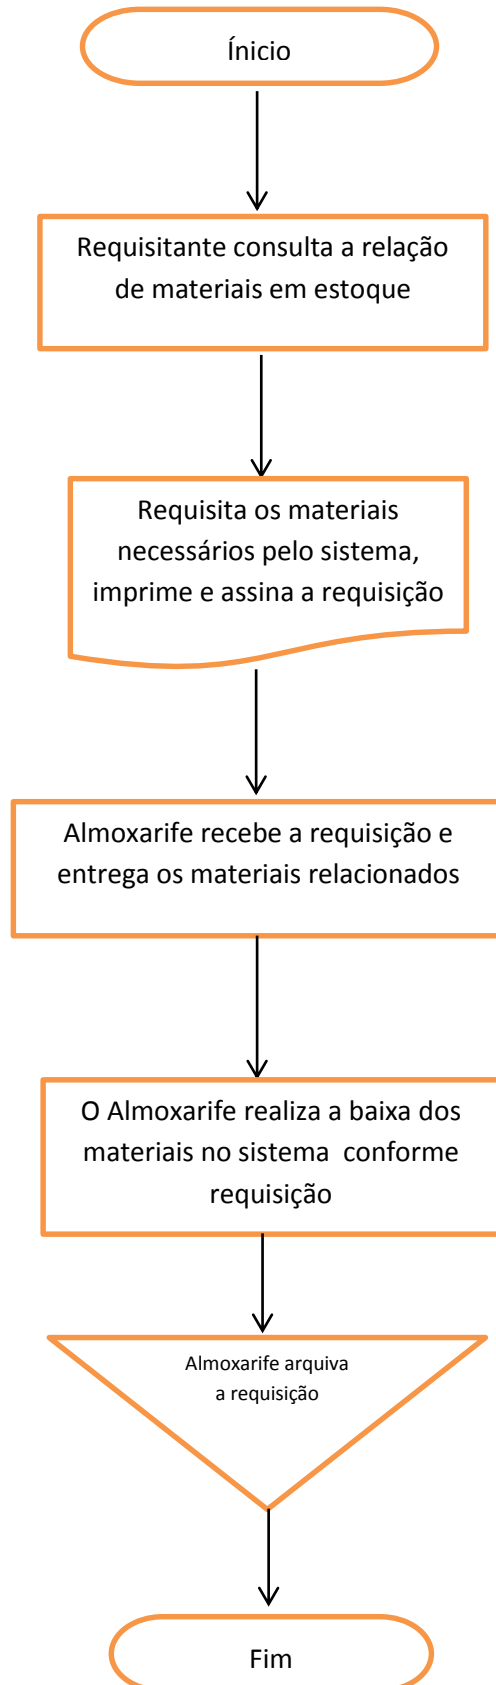 Ínicio
Requisitante consulta a relação
de materiais em estoque
Requisita os materiais
necessários pelo sistema,
imprime e assina a requisição
Almoxarife recebe a requisição e
entrega os materiais relacionados
O Almoxarife realiza a baixa dos
materiais no sistema  conforme
requisição
Almoxarife arquiva
a requisição
Fim